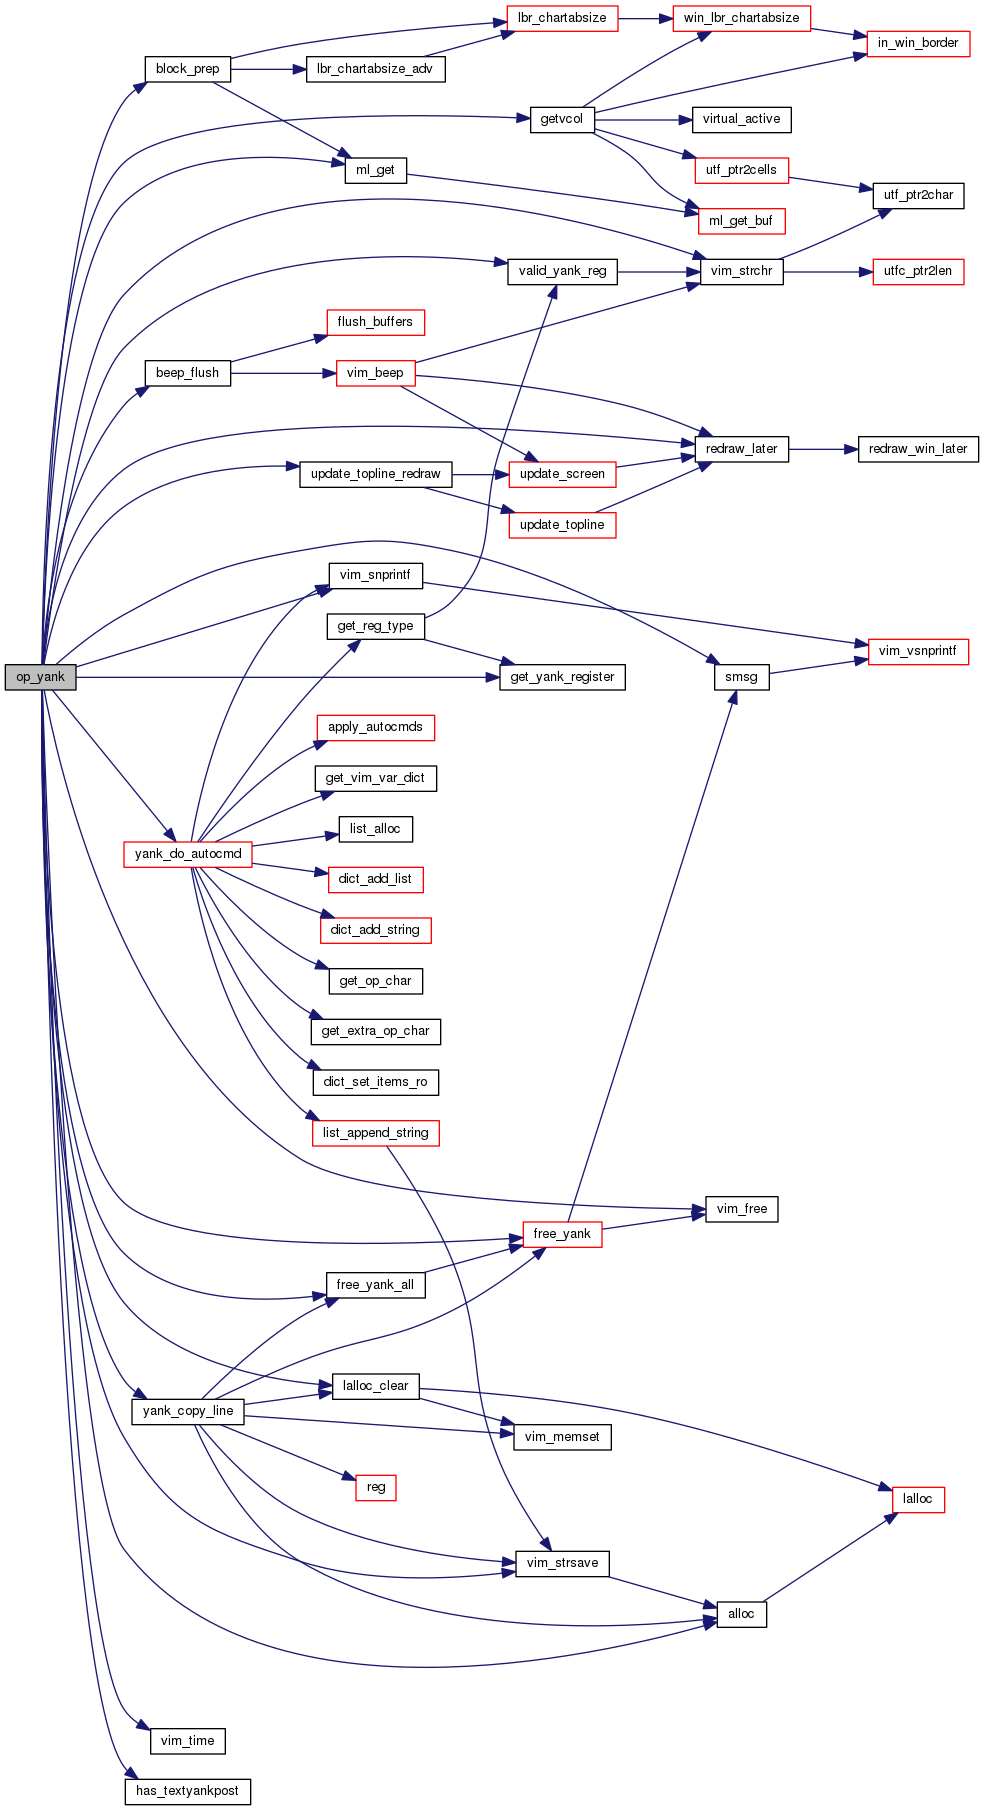 lbr_chartabsize
win_lbr_chartabsize
in_win_border
block_prep
lbr_chartabsize_adv
getvcol
virtual_active
ml_get
utf_ptr2cells
utf_ptr2char
ml_get_buf
valid_yank_reg
vim_strchr
utfc_ptr2len
flush_buffers
beep_flush
vim_beep
redraw_later
redraw_win_later
update_topline_redraw
update_screen
update_topline
vim_snprintf
get_reg_type
vim_vsnprintf
op_yank
get_yank_register
smsg
apply_autocmds
get_vim_var_dict
list_alloc
yank_do_autocmd
dict_add_list
dict_add_string
get_op_char
get_extra_op_char
dict_set_items_ro
list_append_string
vim_free
free_yank
free_yank_all
lalloc_clear
yank_copy_line
vim_memset
reg
lalloc
vim_strsave
alloc
vim_time
has_textyankpost